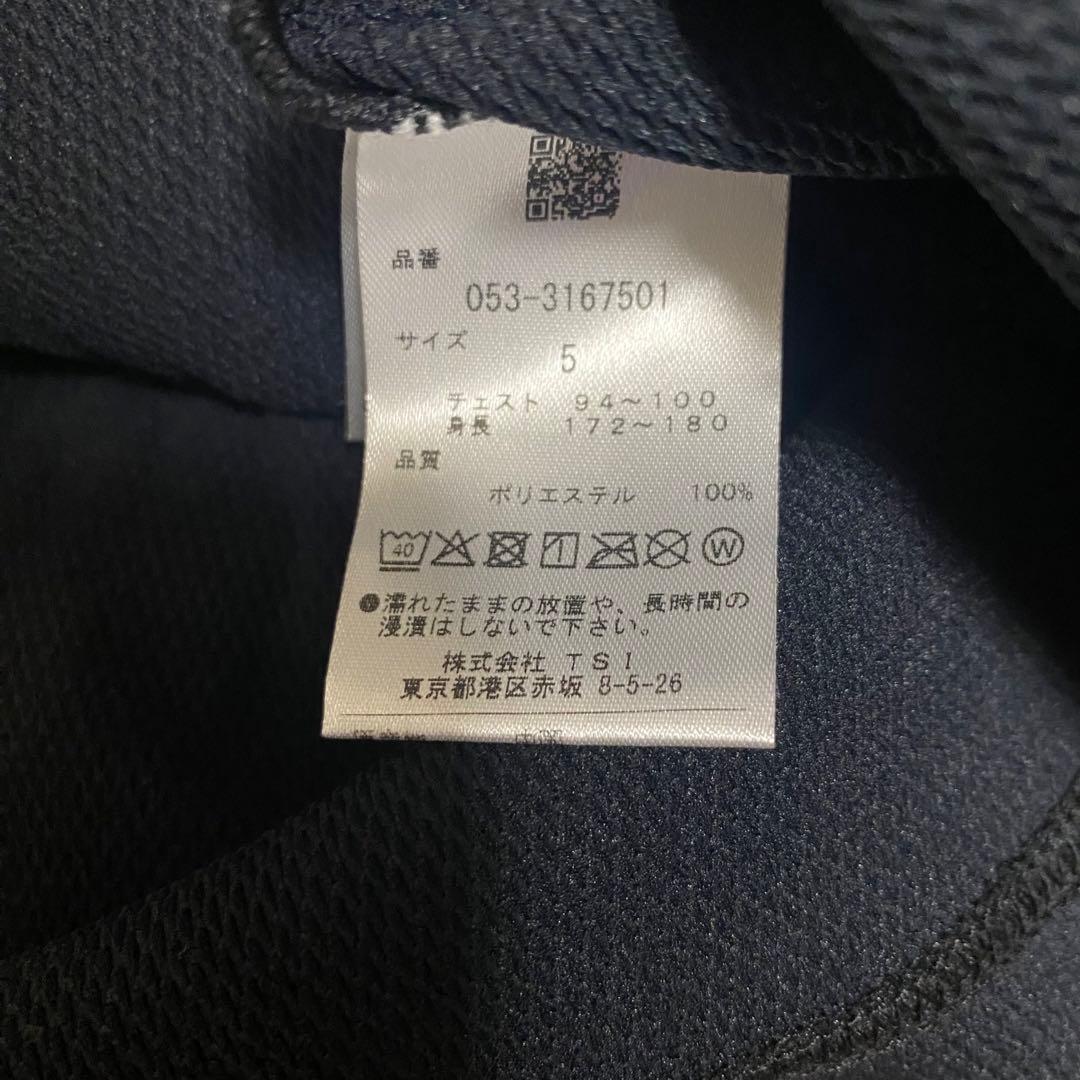 品番
053-3167501
サイズ
5
チェスト 94~100
身長 172~180
品質
ポリエステル 100%
40
W
●濡れたままの放置や、長時間の
浸漬はしないで下さい。
株式会社 TSI
東京都港区赤坂 8-5-26